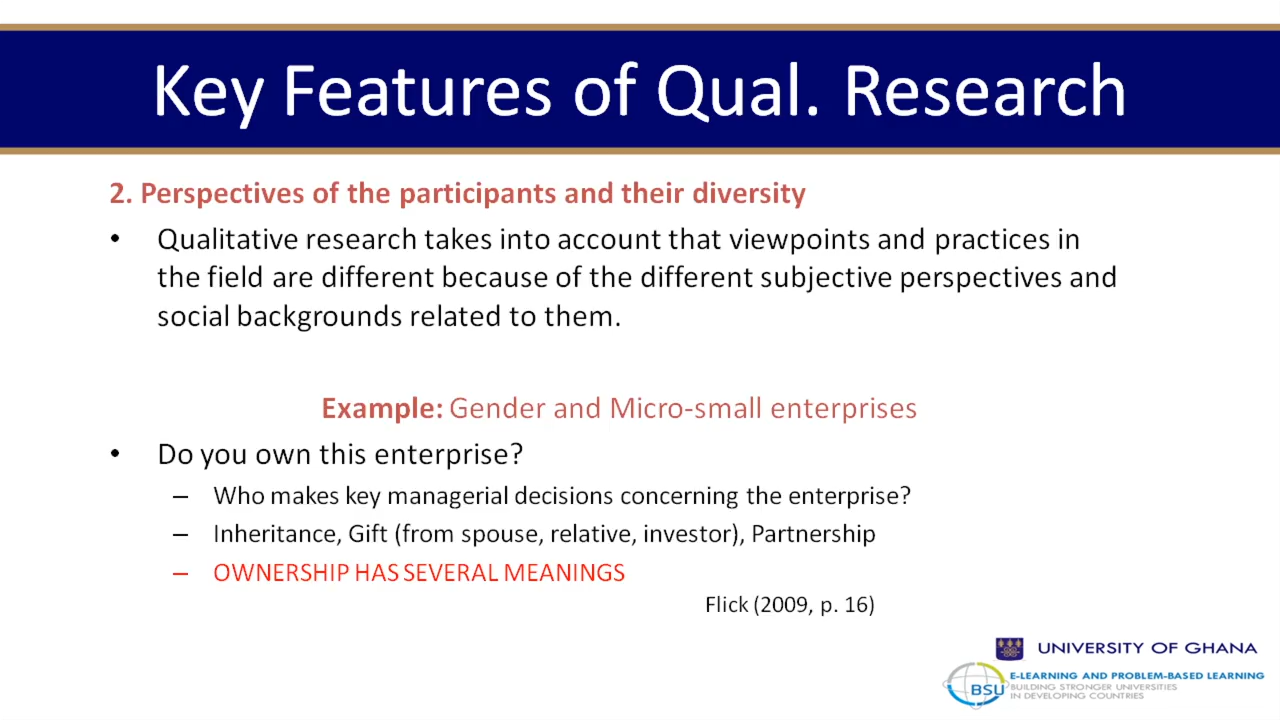 Key Features of Qual. Research
2. Perspectives of the participants and their diversity
• Qualitative research takes into account that viewpoints and practices in
the field are different because of the different subjective perspectives and
social backgrounds related to them.
Example: Gender and Micro-small enterprises
• Do you own this enterprise?
– Who makes key managerial decisions concerning the enterprise?
– Inheritance, Gift (from spouse, relative, investor), Partnership
– OWNERSHIP HAS SEVERAL MEANINGS
Flick (2009, p. 16)
UNIVERSITY OF GHANA
BSU
E-LEARNING AND PROBLEM-BASED LEARNING
BUILDING STRONGER UNIVERSITIES
IN DEVELOPING COUNTRIES